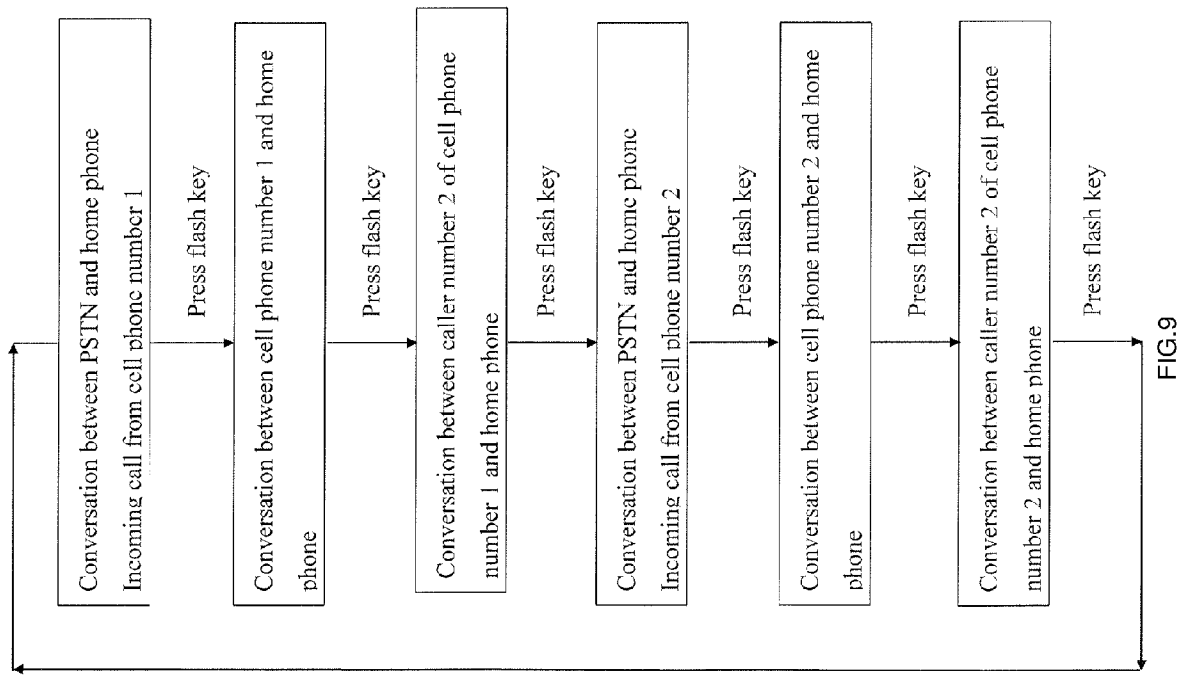 Conversation between PSTN and home phone
Incoming call from cell phone number 1
Press flash key
Conversation between cell phone number 1 and home
phone
Press flash key
Conversation between caller number 2 of cell phone
number 1 and home phone
Press flash key
Conversation between PSTN and home phone
Incoming call from cell phone number 2
Press flash key
Conversation between cell phone number 2 and home
phone
Press flash key
Conversation between caller number 2 of cell phone
number 2 and home phone
Press flash key
FIG.9